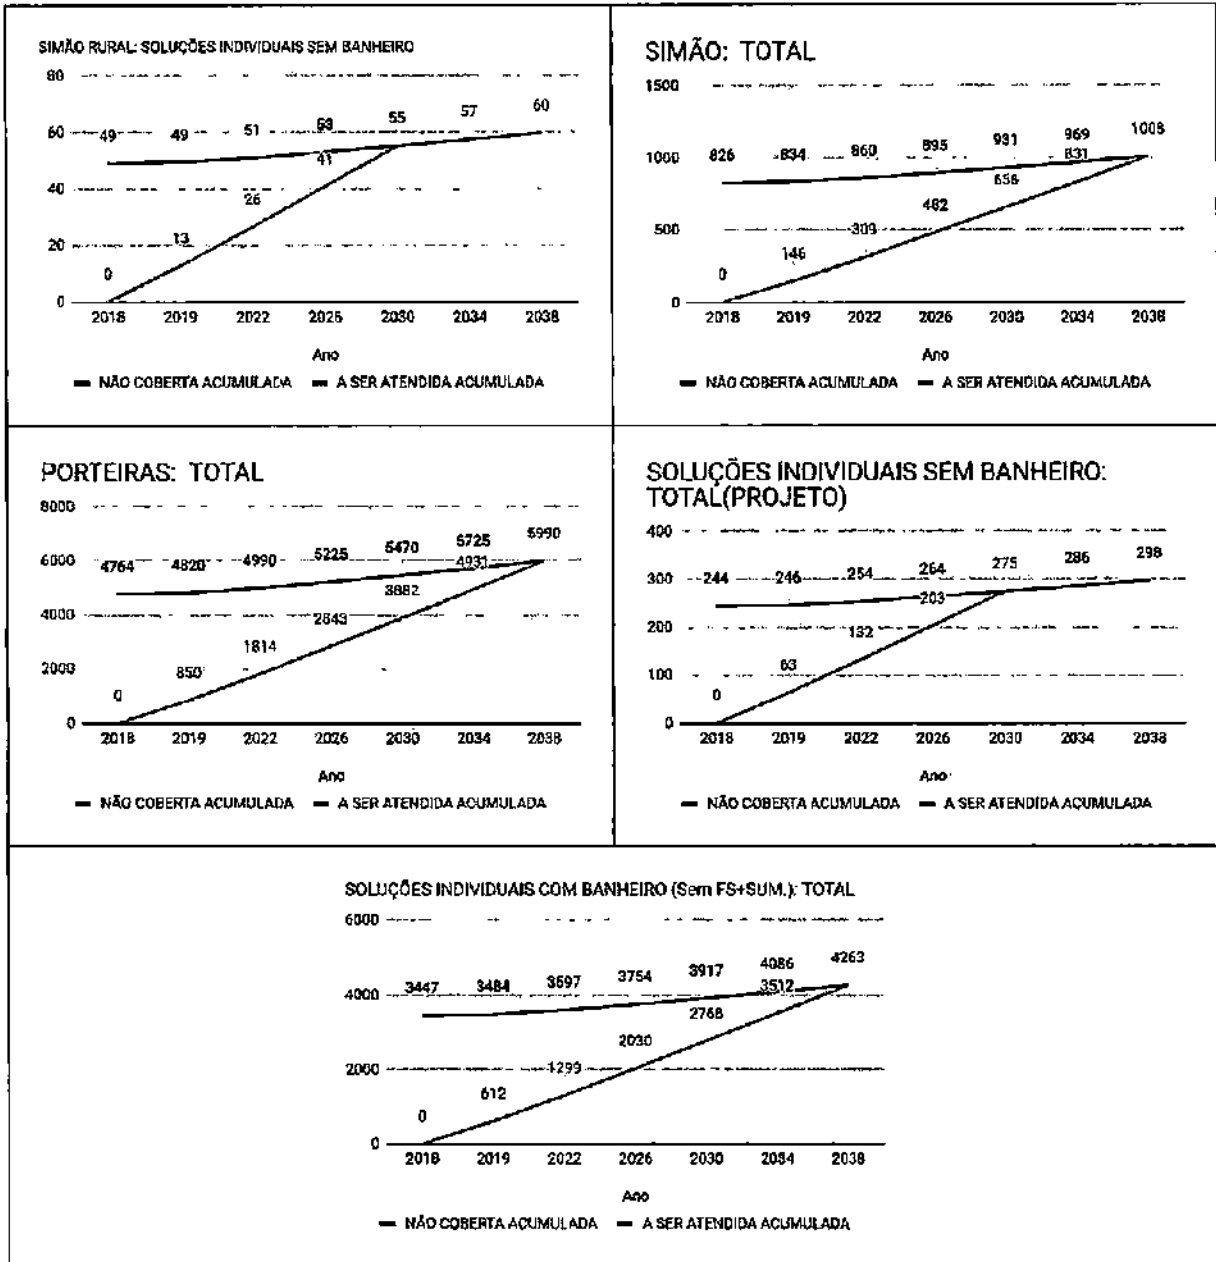 SIMÃO RURAL: SOLUÇÕES INDIVIDUAIS SEM BANHEIRO
80
60
40
20
0
49 49 51 53 55 57 60
0 13 26 41
2018 2019 2022 2026 2030 2034 2038
Ano
NÃO COBERTA ACUMULADA A SER ATENDIDA ACUMULADA
SIMÃO: TOTAL
1500
1000
500
0
826 834 860 895 931 969 1008
0 146 309 482 656 831
2018 2019 2022 2026 2030 2034 2038
Ano
NÃO COBERTA ACUMULADA A SER ATENDIDA ACUMULADA
PORTEIRAS: TOTAL
8000
6000
4000
2000
0
4764 4820 4990 5225 5470 5725 5990
0 850 1814 2843 3882 4931
2018 2019 2022 2026 2030 2034 2038
Ano
NÃO COBERTA ACUMULADA A SER ATENDIDA ACUMULADA
SOLUÇÕES INDIVIDUAIS SEM BANHEIRO:
TOTAL(PROJETO)
400
300
200
100
0
244 246 254 264 275 286 298
0 63 132 203
2018 2019 2022 2026 2030 2034 2038
Ano
NÃO COBERTA ACUMULADA A SER ATENDIDA ACUMULADA
SOLUÇÕES INDIVIDUAIS COM BANHEIRO (Sem FS+SUM.): TOTAL
6000
4000
2000
0
3447 3484 3597 3754 3917 4086 4263
0 612 1299 2030 2768 3512
2018 2019 2022 2026 2030 2034 2038
Ano
NÃO COBERTA ACUMULADA A SER ATENDIDA ACUMULADA